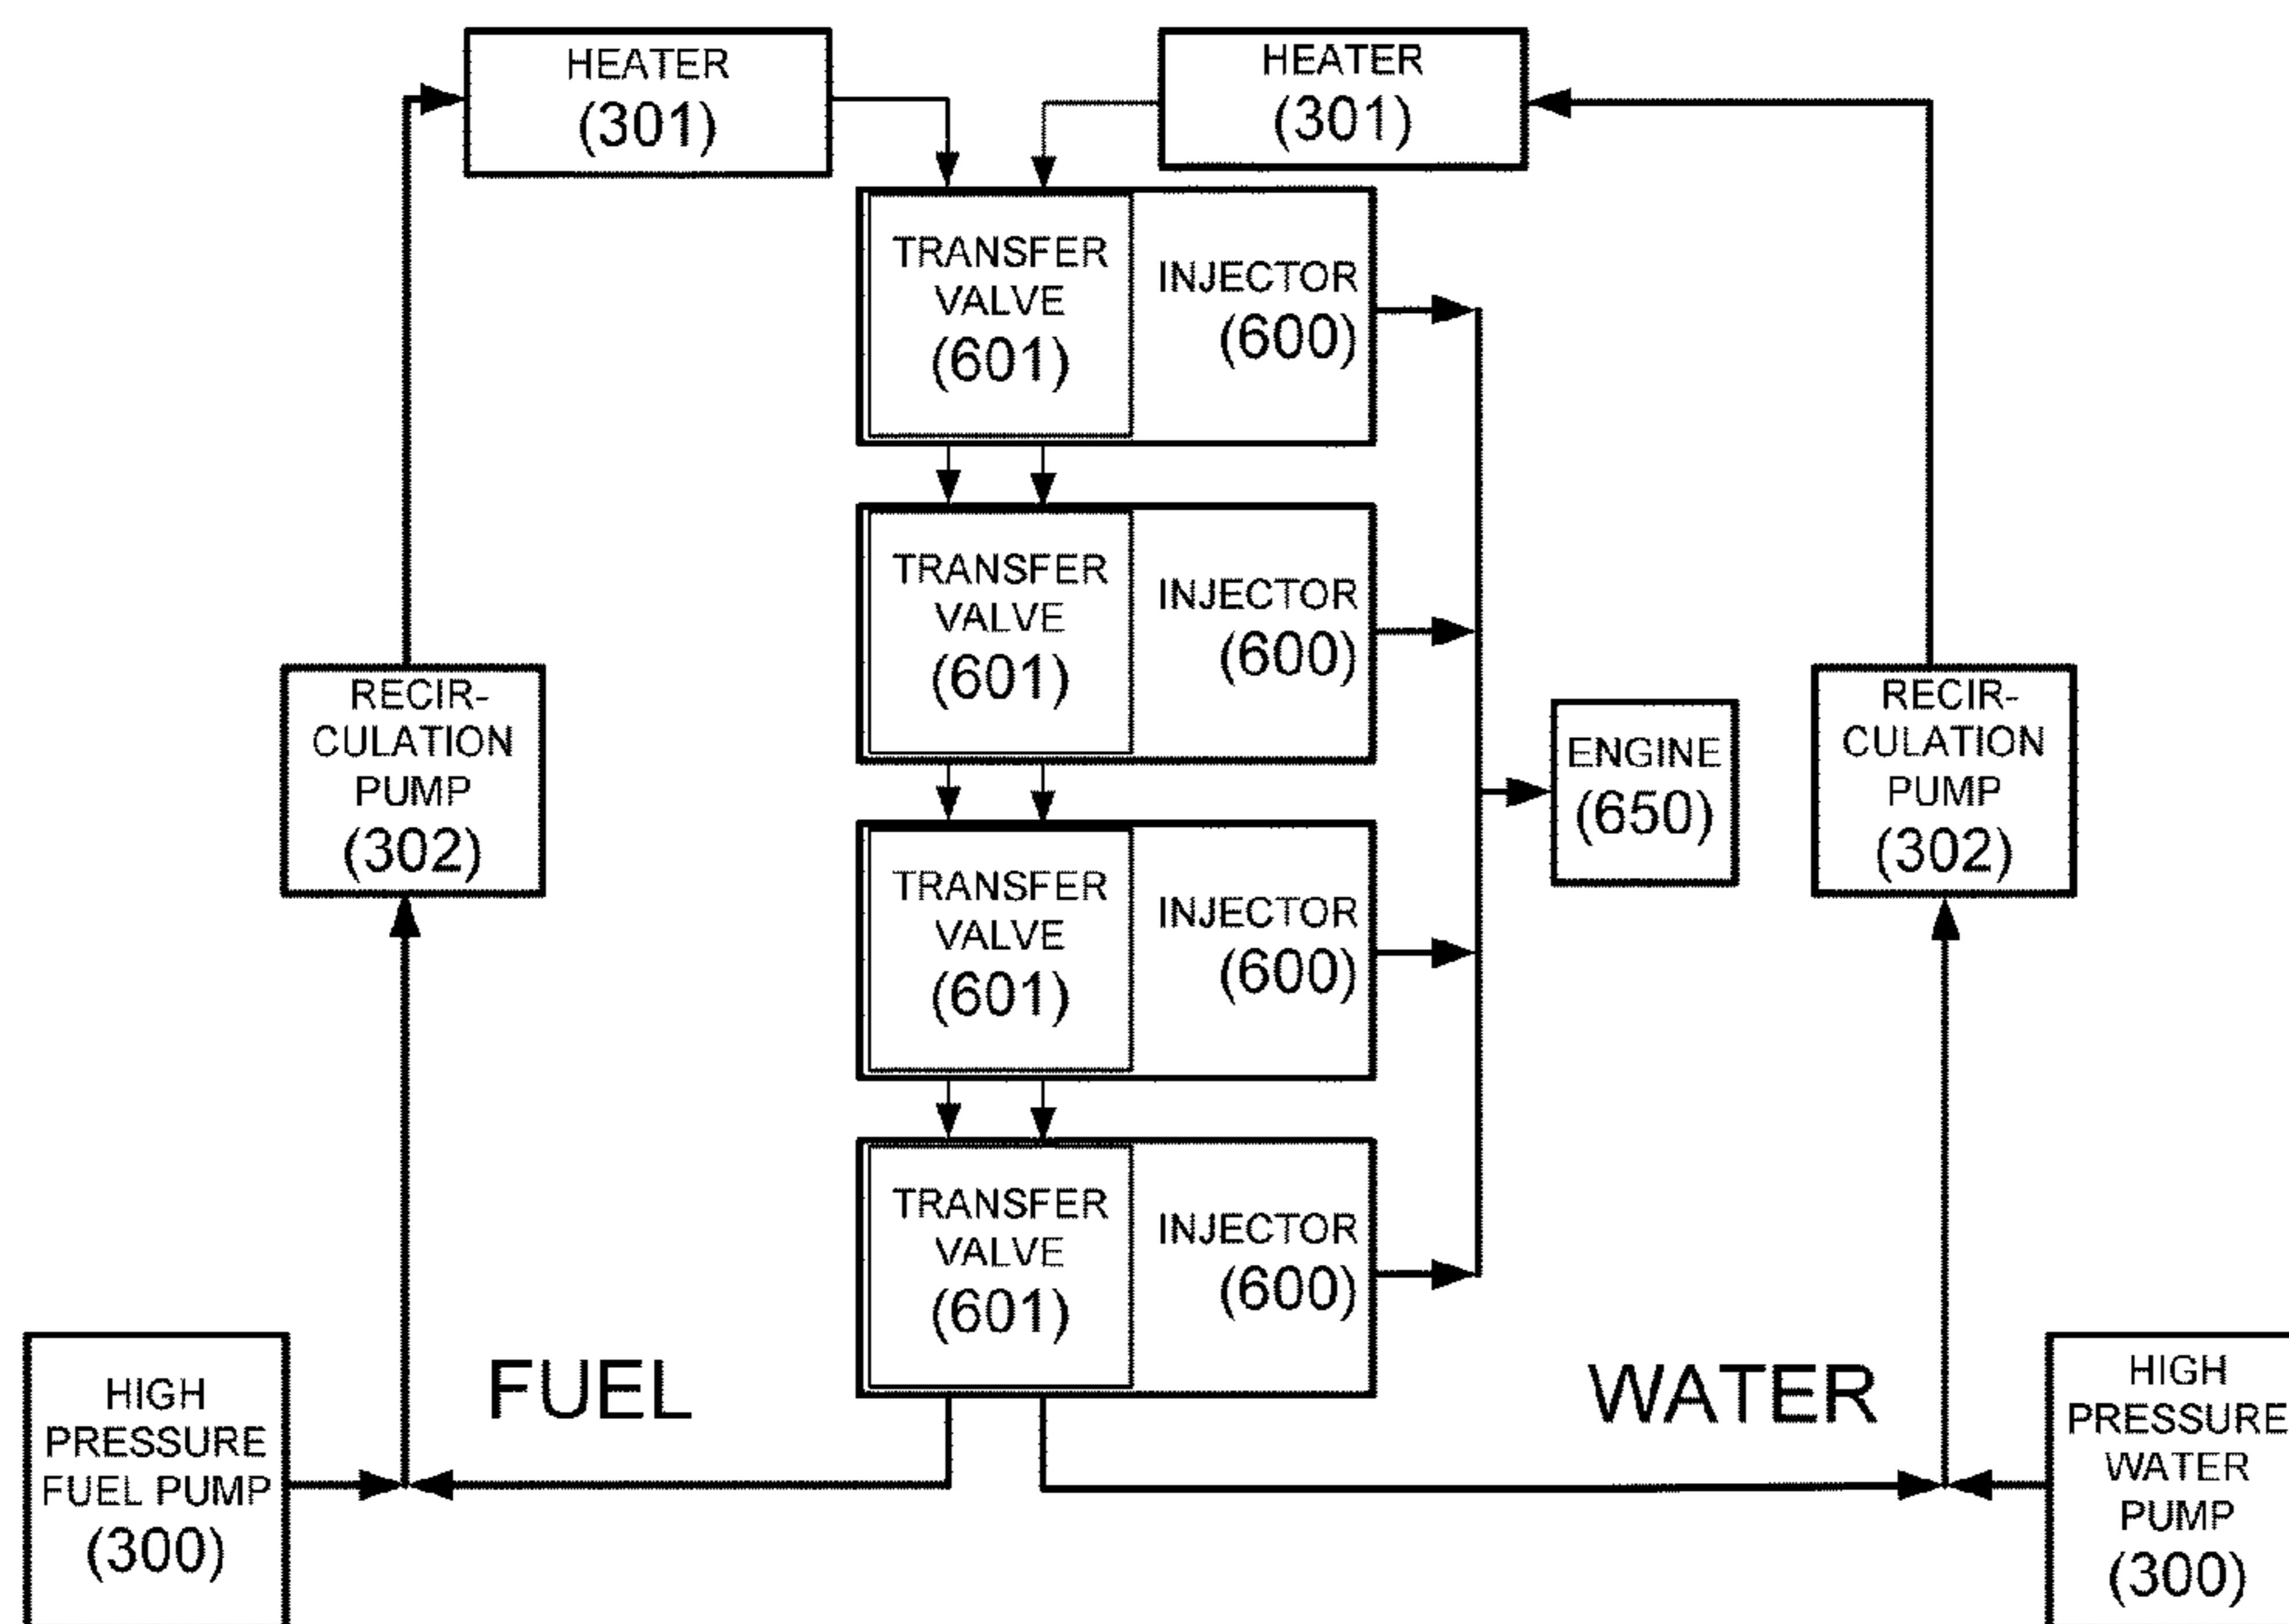 HEATER
(301)
HEATER
(301)
TRANSFER
VALVE
(601)
INJECTOR
(600)
TRANSFER
VALVE
(601)
INJECTOR
(600)
RECIR-
CULATION
PUMP
(302)
ENGINE
(650)
RECIR-
CULATION
PUMP
(302)
TRANSFER
VALVE
(601)
INJECTOR
(600)
TRANSFER
VALVE
(601)
INJECTOR
(600)
HIGH
PRESSURE
FUEL PUMP
(300)
FUEL
WATER
HIGH
PRESSURE
WATER
PUMP
(300)